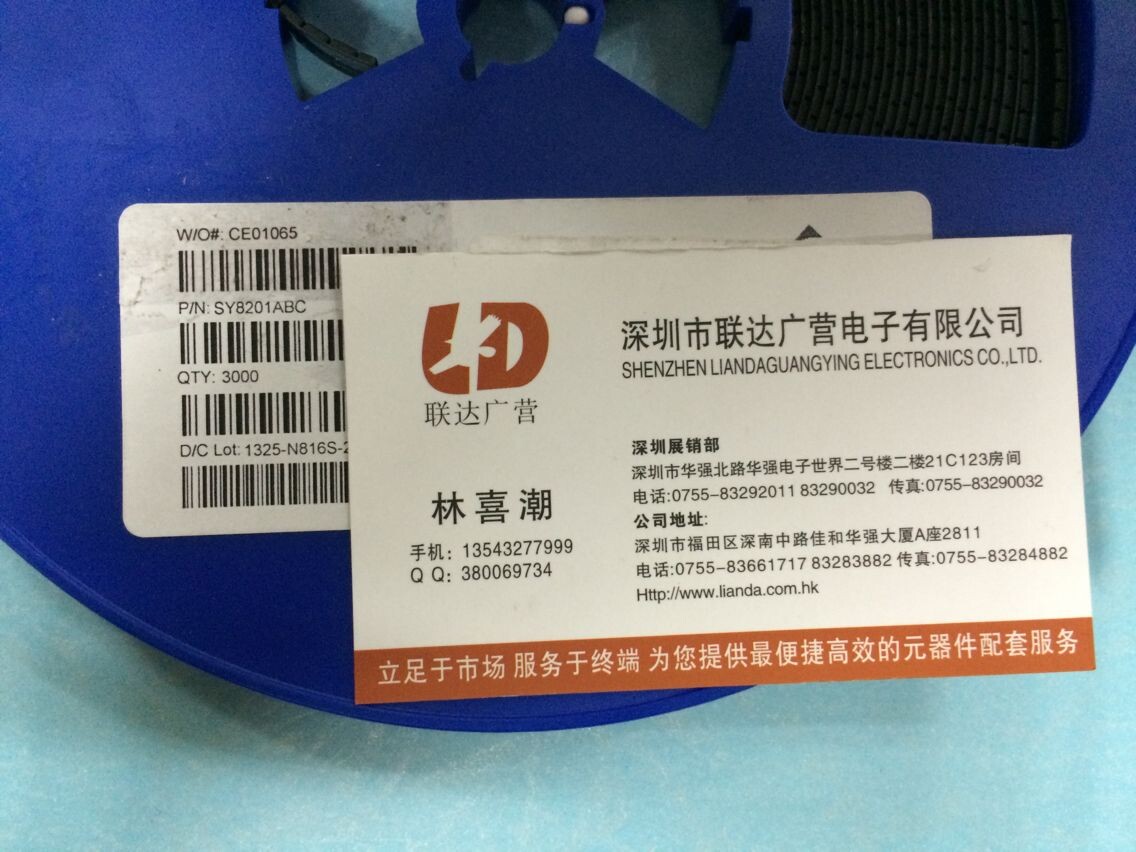 W/O#: CE01065
P/N: SY8201ABC
QTY: 3000
D/C Lot: 1325-N816S-2
LD
联达广营
深圳市联达广营电子有限公司
SHENZHEN LIANDAGUANGYING ELECTRONICS CO.,LTD.
林喜潮
手机：13543277999
Q Q：380069734
深圳展销部
深圳市华强北路华强电子世界二号楼二楼21C123房间
电话:0755-83292011 83290032 传真:0755-83290032
公司地址:
深圳市福田区深南中路佳和华强大厦A座2811
电话:0755-83661717 83283882 传真:0755-83284882
Http://www.lianda.com.hk
立足于市场 服务于终端 为您提供最便捷高效的元器件配套服务